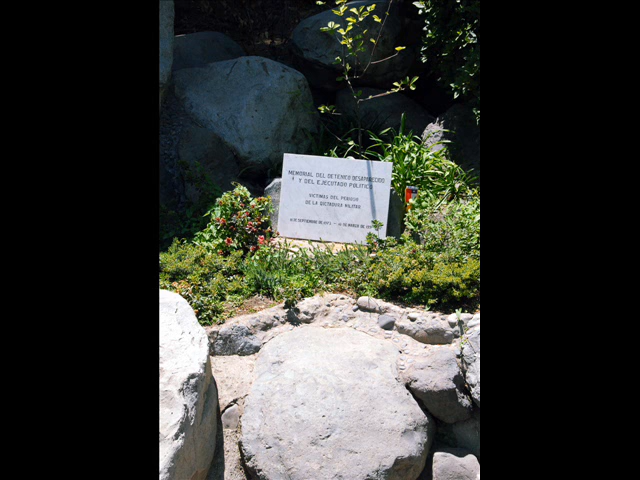 MEMORIAL DEL DETENIDO DESAPARECIDO
Y DEL EJECUTADO POLITICO
VICTIMAS DEL PERIODO
DE LA DICTADURA MILITAR
11 DE SEPTIEMBRE DE 1973 - 11 DE MARZO DE